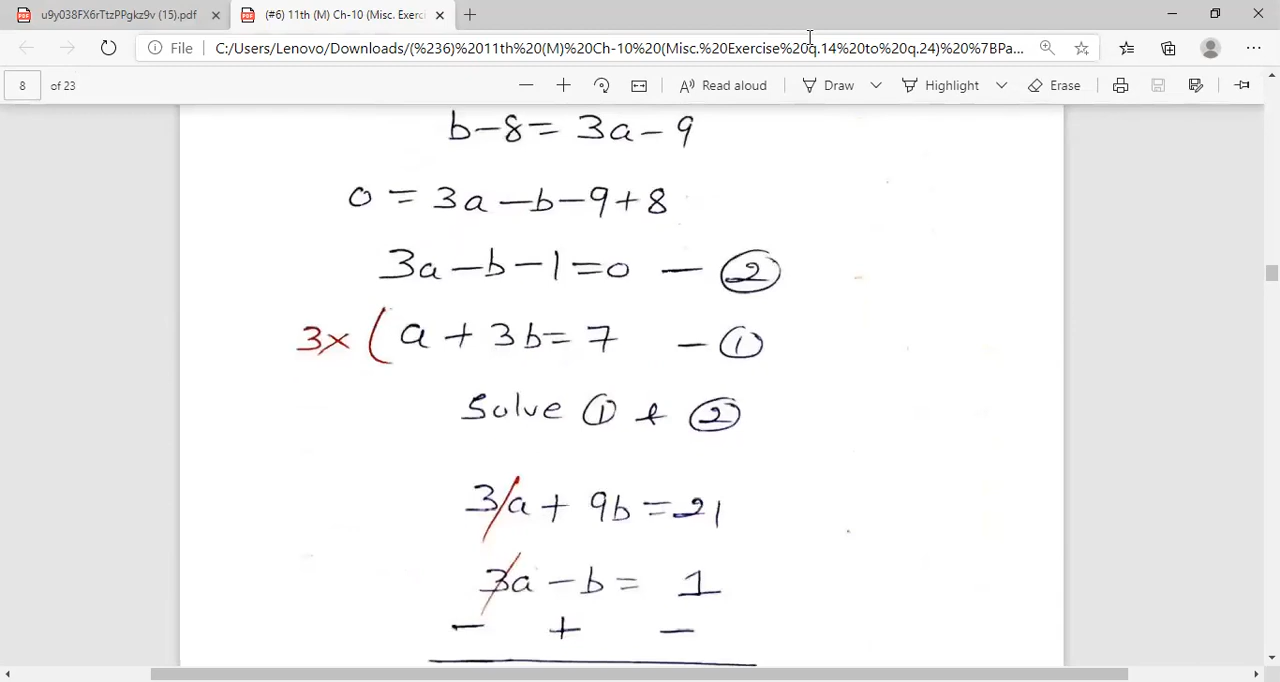 u9y038FX6rTtzPPgkz9v (15).pdf
(#6) 11th (M) Ch-10 (Misc. Exerci
File
C:/Users/Lenovo/Downloads/(%236)%2011th%20(M)%20Ch-10%20(Misc.%20Exercise%20q.14%20to%20q.24)%20%7BPa...
8 of 23
Read aloud
Draw
Highlight
Erase
b-8= 3a-9
0 = 3a-b-9+8
3a-b-1=0 - ②
3x ( a + 3b= 7 - ①
Solve ① & ②
3a + 9b = 21
3a - b = 1
- + -